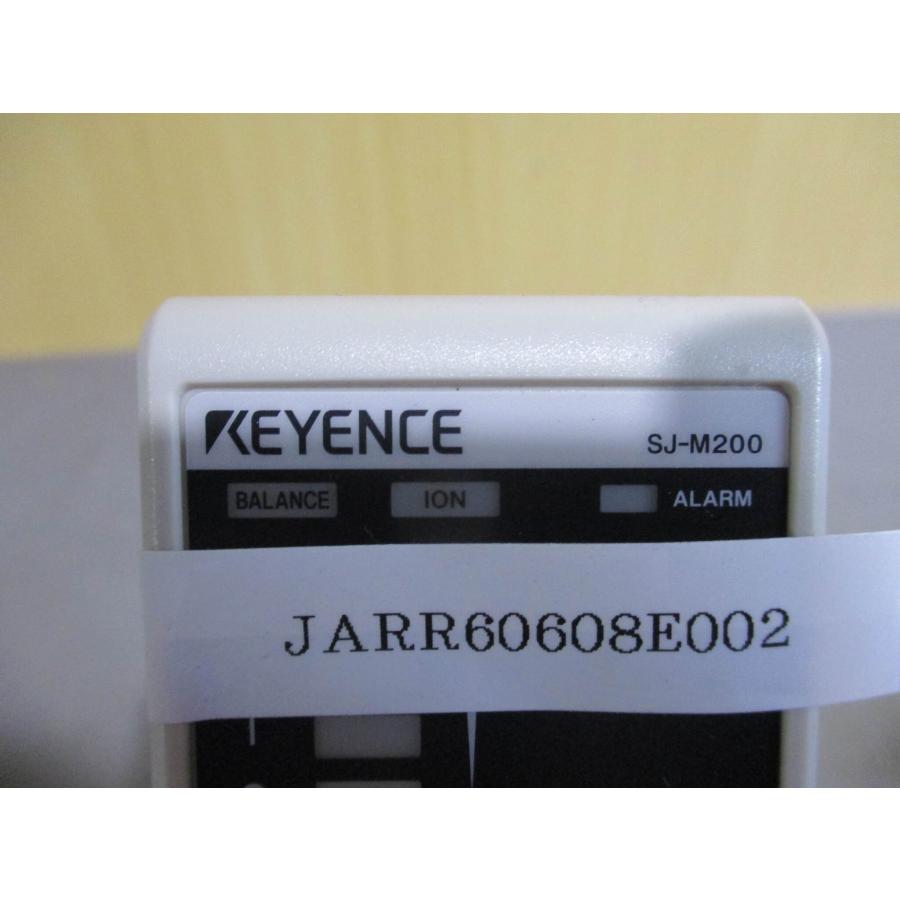 KEYENCE SJ-M200
BALANCE ION ALARM
JARR60608E002